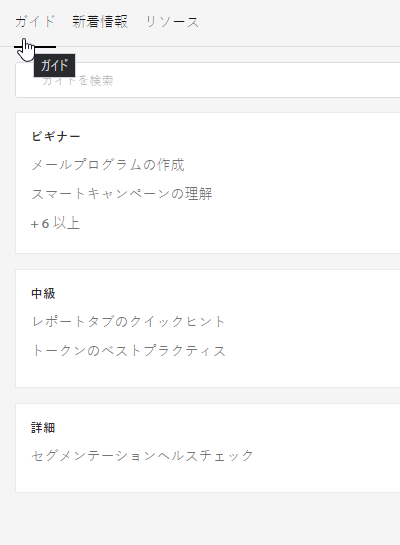 ガイド 新着情報 リソース
ガイド
ガイドを検索
ビギナー
メールプログラムの作成
スマートキャンペーンの理解
+ 6 以上
中級
レポートタブのクイックヒント
トークンのベストプラクティス
詳細
セグメンテーションヘルスチェック